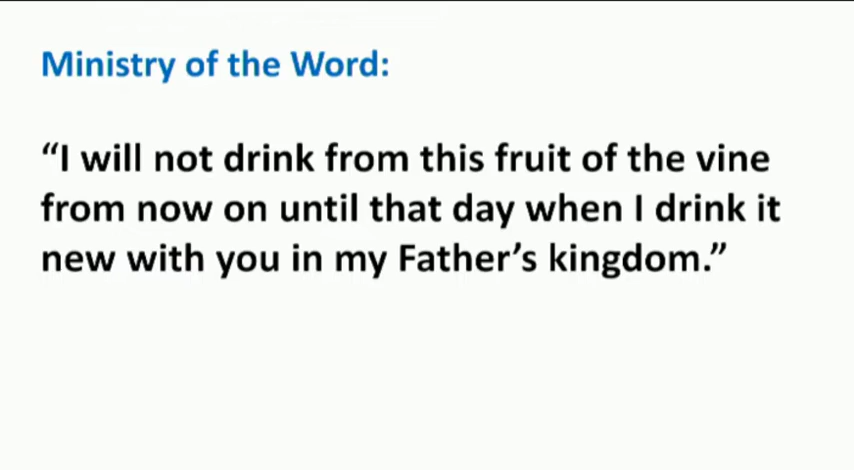 Ministry of the Word:
“I will not drink from this fruit of the vine
from now on until that day when I drink it
new with you in my Father’s kingdom.”